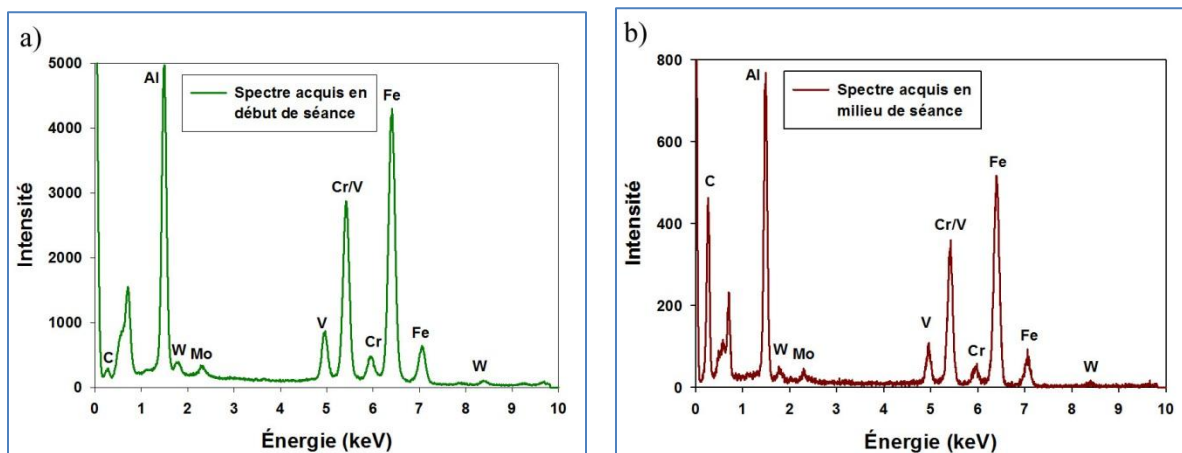 a)
5000
4000
3000
2000
1000
0
Intensité
Spectre acquis en
début de séance
C
Al
W
Mo
V
Cr/V
Cr
Fe
Fe
W
0 1 2 3 4 5 6 7 8 9 10
Énergie (keV)
b)
800
600
400
200
0
Intensité
Spectre acquis en
milieu de séance
C
Al
W
Mo
V
Cr/V
Cr
Fe
Fe
W
0 1 2 3 4 5 6 7 8 9 10
Énergie (keV)